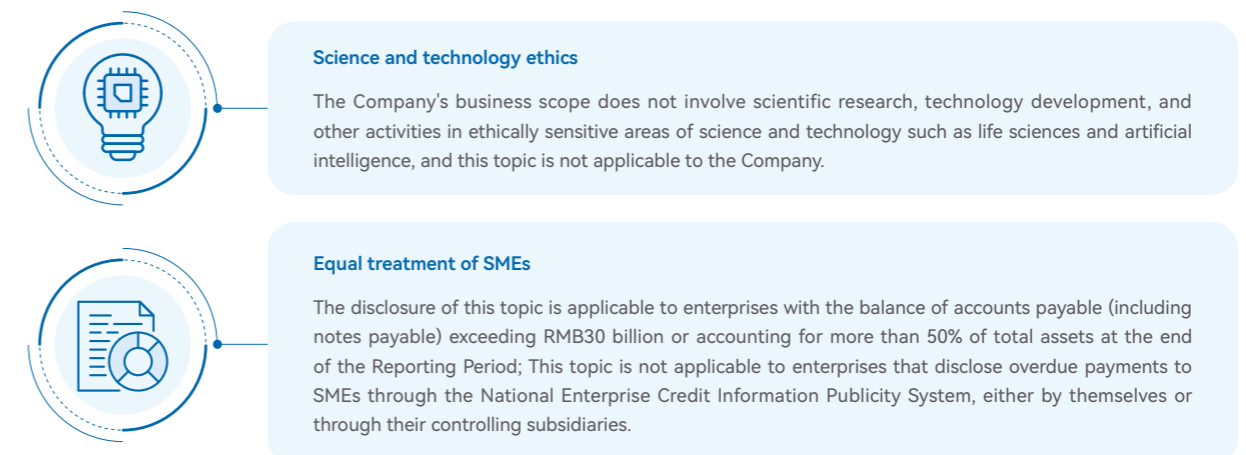 Science and technology ethics
The Company's business scope does not involve scientific research, technology development, and
other activities in ethically sensitive areas of science and technology such as life sciences and artificial
intelligence, and this topic is not applicable to the Company.
Equal treatment of SMEs
The disclosure of this topic is applicable to enterprises with the balance of accounts payable (including
notes payable) exceeding RMB30 billion or accounting for more than 50% of total assets at the end
of the Reporting Period; This topic is not applicable to enterprises that disclose overdue payments to
SMEs through the National Enterprise Credit Information Publicity System, either by themselves or
through their controlling subsidiaries.